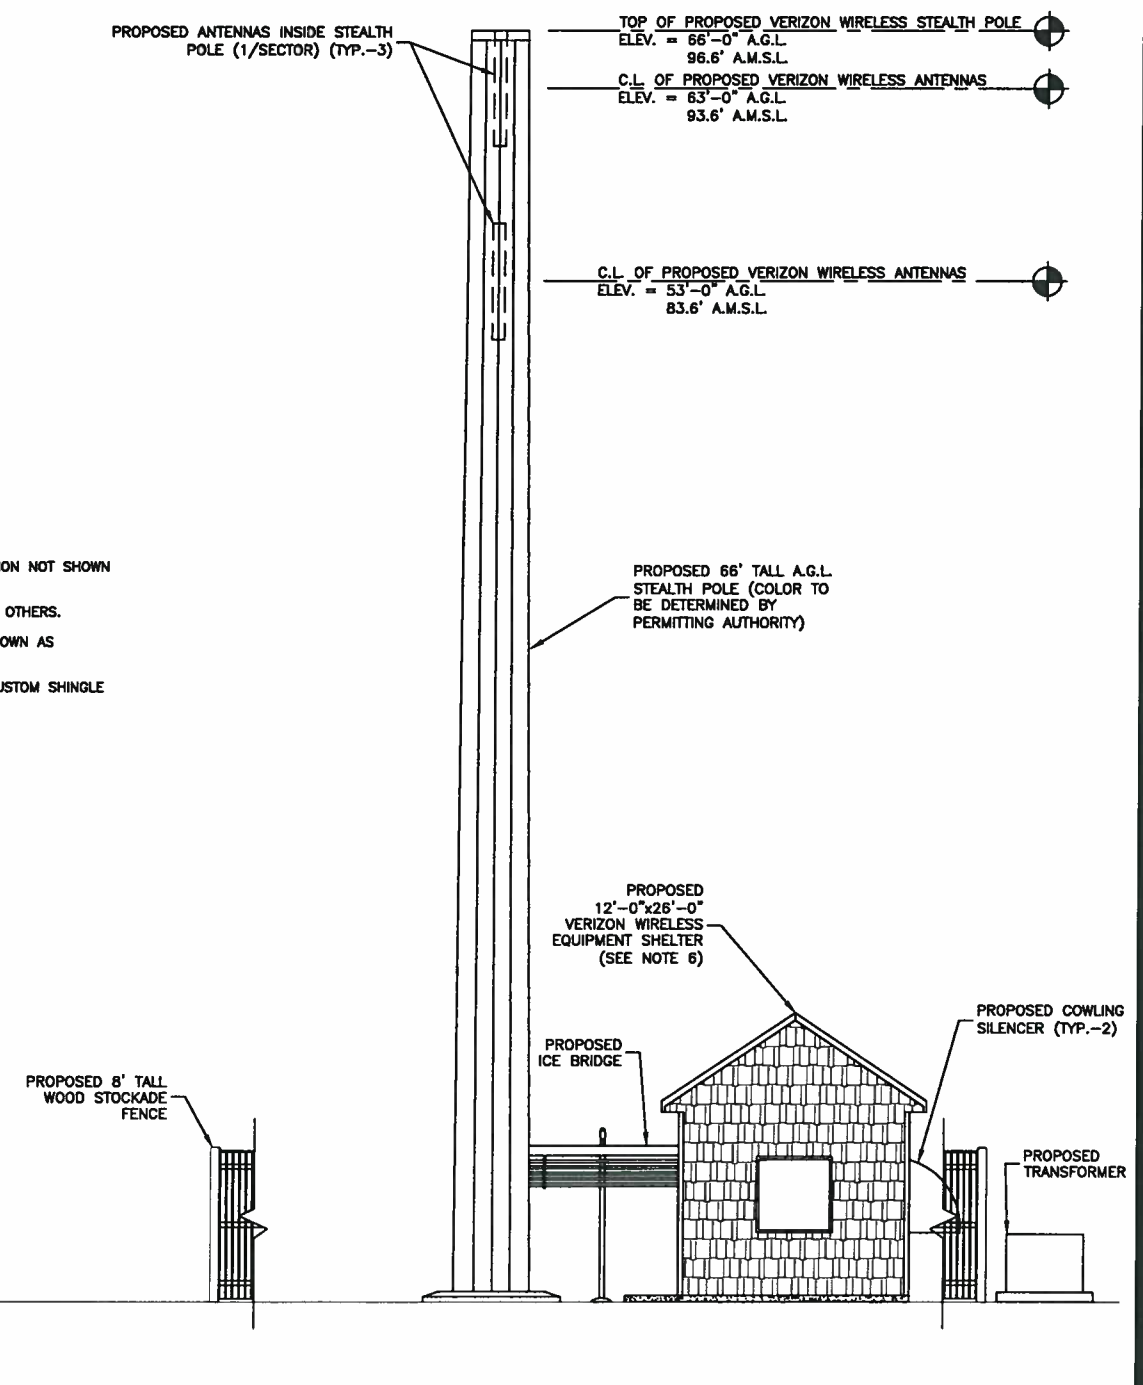 PROPOSED ANTENNAS INSIDE STEALTH
POLE (1/SECTOR) (TYP.-3)
TOP OF PROPOSED VERIZON WIRELESS STEALTH POLE
ELEV. = 66'-0" A.G.L.
96.6' A.M.S.L.
C.L. OF PROPOSED VERIZON WIRELESS ANTENNAS
ELEV. = 63'-0" A.G.L.
93.6' A.M.S.L.
C.L. OF PROPOSED VERIZON WIRELESS ANTENNAS
ELEV. = 53'-0" A.G.L.
83.6' A.M.S.L.
ON NOT SHOWN
OTHERS.
OWN AS
USTOM SHINGLE
PROPOSED 66' TALL A.G.L.
STEALTH POLE (COLOR TO
BE DETERMINED BY
PERMITTING AUTHORITY)
PROPOSED
12'-0"x26'-0"
VERIZON WIRELESS
EQUIPMENT SHELTER
(SEE NOTE 6)
PROPOSED COWLING
SILENCER (TYP.-2)
PROPOSED
ICE BRIDGE
PROPOSED 8' TALL
WOOD STOCKADE
FENCE
PROPOSED
TRANSFORMER